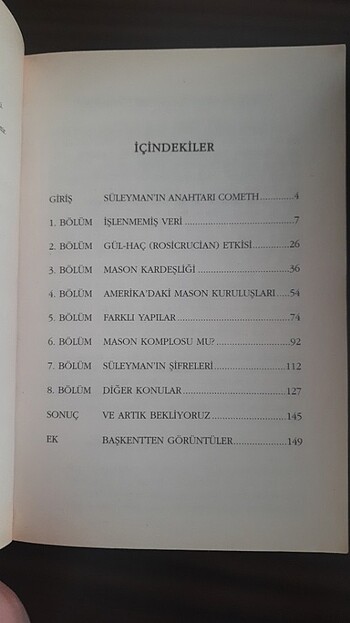 İÇİNDEKİLER
GİRİŞ SÜLEYMAN'IN ANAHTARI COMETH............4
1. BÖLÜM İŞLENMEMİŞ VERİ................................7
2. BÖLÜM GÜL-HAÇ (ROSİCRUCİAN) ETKİSİ............26
3. BÖLÜM MASON KARDEŞLİĞİ................................36
4. BÖLÜM AMERİKA'DAKİ MASON KURULUŞLARI.....54
5. BÖLÜM FARKLI YAPILAR................................74
6. BÖLÜM MASON KOMPLOSU MU?........................92
7. BÖLÜM SÜLEYMAN'IN ŞİFRELERİ........................112
8. BÖLÜM DİĞER KONULAR................................127
SONUÇ VE ARTIK BEKLİYORUZ........................145
EK BAŞKENTTEN GÖRÜNTÜLER..................149